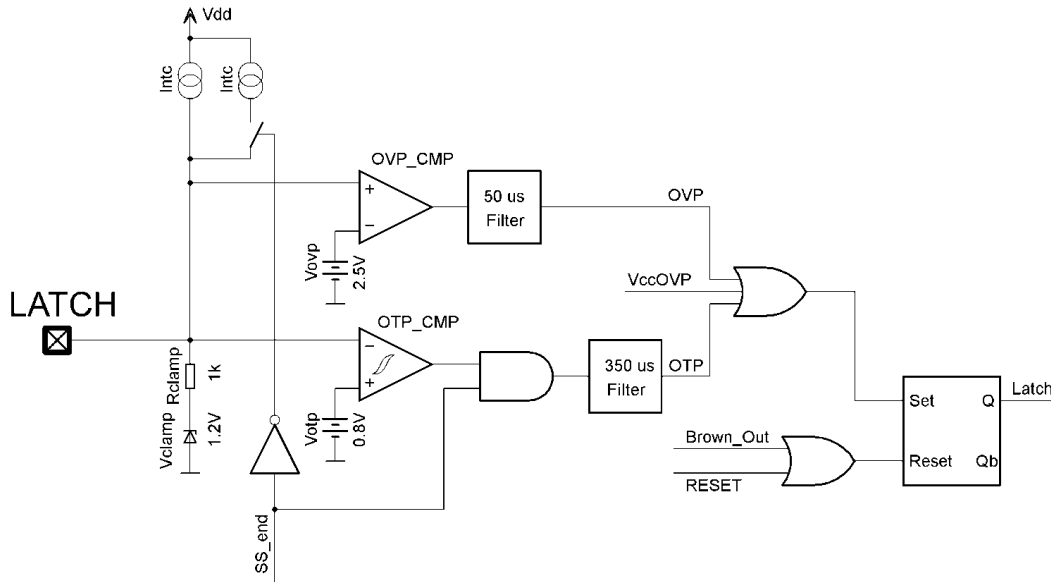 Vdd
Intc
Intc
OVP_CMP
+
−
50 us
Filter
OVP
Vovp
2.5V
VccOVP
LATCH
OTP_CMP
−
+
350 us
Filter
OTP
Rclamp
1k
Vclamp
1.2V
Votp
0.8V
Latch
Set
Q
Brown_Out
Reset
Qb
RESET
SS_end